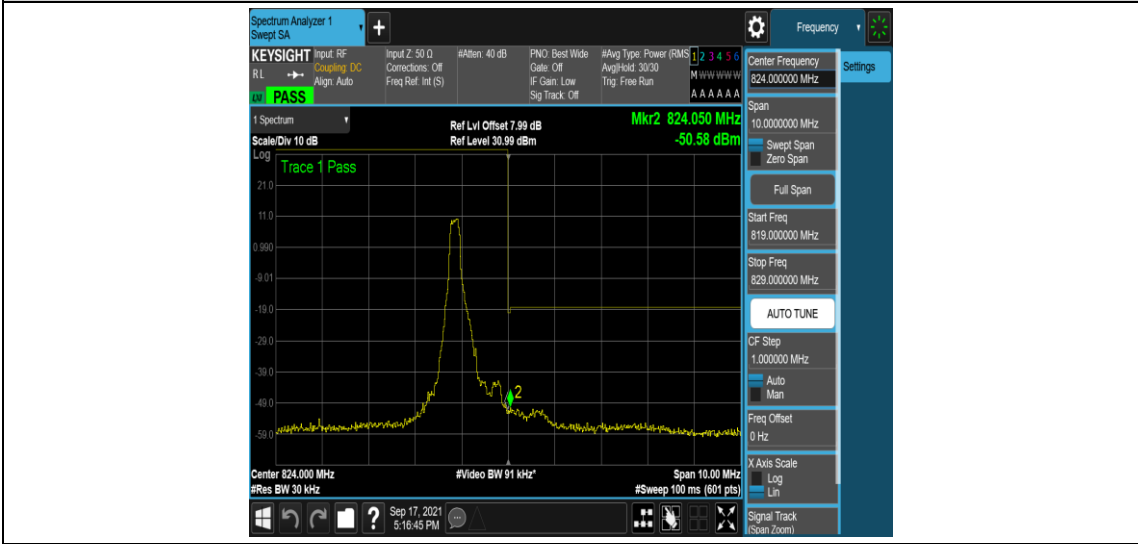 Spectrum Analyzer 1
Swept SA
+
Frequency
KEYSIGHT
Input: RF
Coupling: DC
Align: Auto
RL
PASS
Input Z: 50 Ω
Corrections: Off
Freq Ref: Int (S)
#Atten: 40 dB
PNO: Best Wide
Gate: Off
IF Gain: Low
Sig Track: Off
#Avg Type: Power (RMS
Avg|Hold: 30/30
Trig: Free Run
1 2 3 4 5 6
M W W W W W
A A A A A A
1 Spectrum
Scale/Div 10 dB
Ref Lvl Offset 7.99 dB
Ref Level 30.99 dBm
Mkr2 824.050 MHz
-50.58 dBm
Log
Trace 1 Pass
21.0
11.0
0.990
-9.01
-19.0
-29.0
-39.0
-49.0
-59.0
2
Center 824.000 MHz
#Res BW 30 kHz
#Video BW 91 kHz*
Span 10.00 MHz
#Sweep 100 ms (601 pts)
Center Frequency
824.000000 MHz
Settings
Span
10.0000000 MHz
Swept Span
Zero Span
Full Span
Start Freq
819.000000 MHz
Stop Freq
829.000000 MHz
AUTO TUNE
CF Step
1.000000 MHz
Auto
Man
Freq Offset
0 Hz
X Axis Scale
Log
Lin
Signal Track
(Span Zoom)
?
Sep 17, 2021
5:16:45 PM